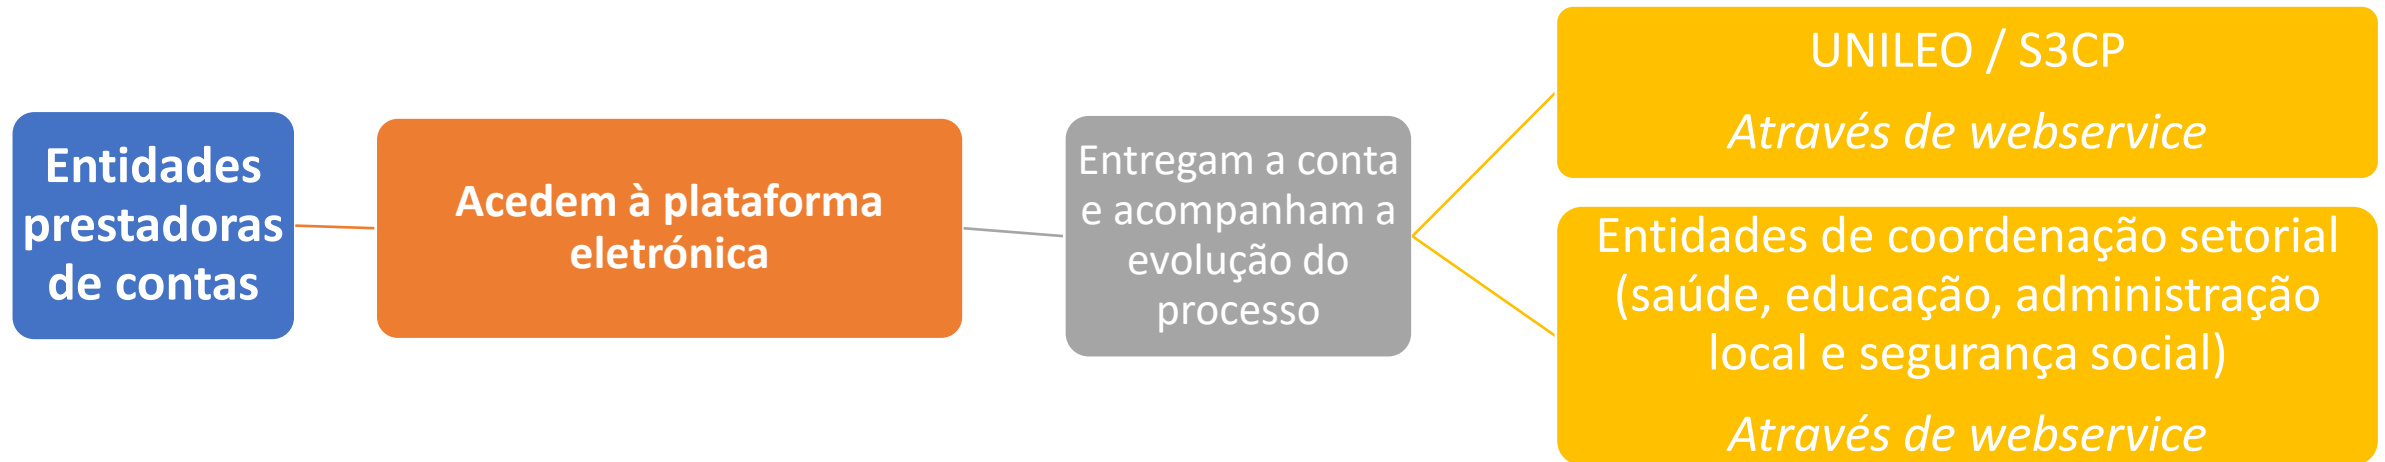 Entidades
prestadoras
de contas
Acedem à plataforma
eletrónica
Entregam a conta
e acompanham a
evolução do
processo
UNILEO / S3CP
Através de webservice
Entidades de coordenação setorial
(saúde, educação, administração
local e segurança social)
Através de webservice